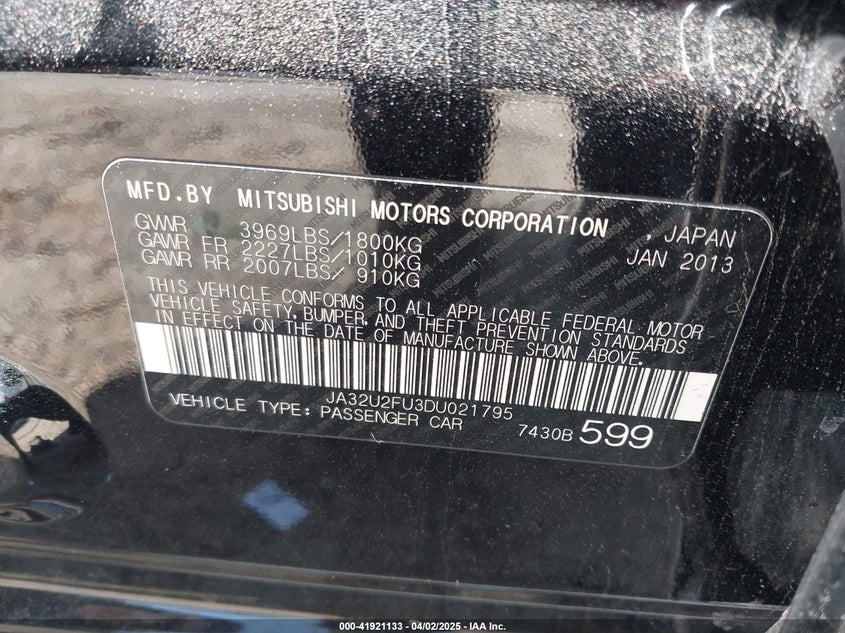 MFD.BY MITSUBISHI MOTORS CORPORATION , JAPAN
GVWR 3969LBS/1800KG JAN 2013
GAWR FR 2227LBS/1010KG
GAWR RR 2007LBS/ 910KG
THIS VEHICLE CONFORMS TO ALL APPLICABLE FEDERAL MOTOR
VEHICLE SAFETY, BUMPER, AND THEFT PREVENTION STANDARDS
IN EFFECT ON THE DATE OF MANUFACTURE SHOWN ABOVE.
JA32U2FU3DU021795
VEHICLE TYPE: PASSENGER CAR 7430B 599
000-41921133 - 04/02/2025 - IAA Inc.